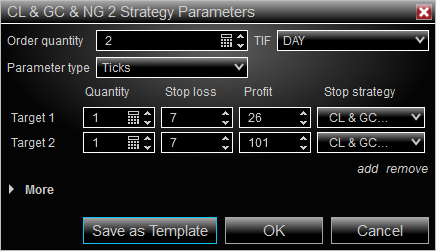 CL & GC & NG 2 Strategy Parameters
Order quantity 2 TIF DAY
Parameter type Ticks
Quantity Stop loss Profit Stop strategy
Target 1 1 7 26 CL & GC...
Target 2 1 7 101 CL & GC...
add remove
More
Save as Template OK Cancel